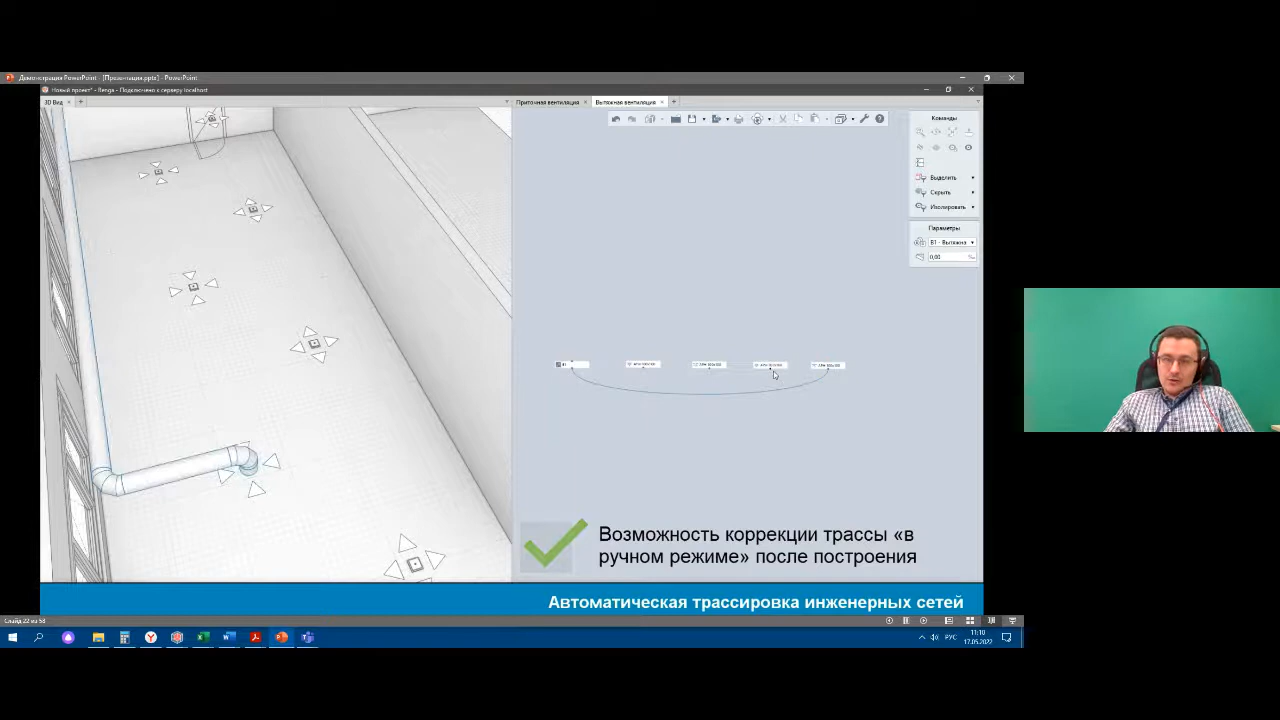 Демонстрация PowerPoint - [Презентация.pptx] - PowerPoint
Новый проект* - Renga - Подключено к серверу localhost
3D Вид
Приточная вентиляция
Вытяжная вентиляция
Команды
Выделить
Скрыть
Изолировать
Параметры
В1 - Вытяжна
0,00
Возможность коррекции трассы «в
ручном режиме» после построения
Автоматическая трассировка инженерных сетей
Слайд 22 из 58
РУС
11:10
17.05.2022